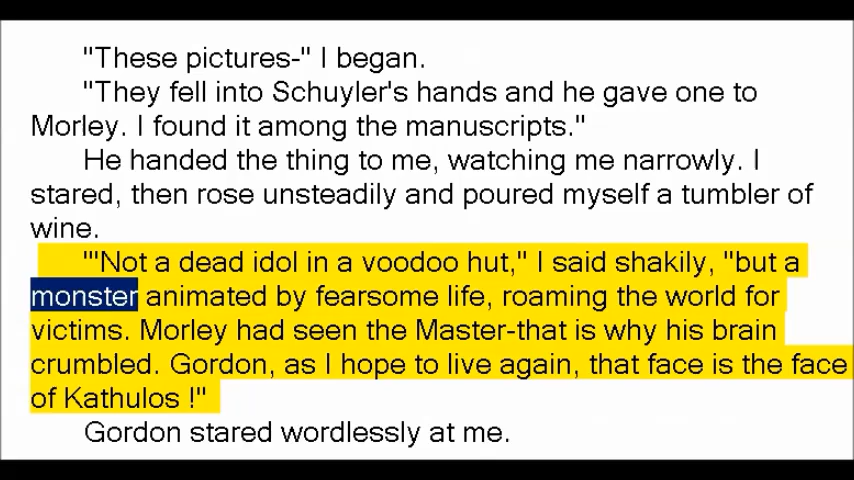 "These pictures-" I began.
"They fell into Schuyler's hands and he gave one to
Morley. I found it among the manuscripts."
He handed the thing to me, watching me narrowly. I
stared, then rose unsteadily and poured myself a tumbler of
wine.
"'Not a dead idol in a voodoo hut," I said shakily, "but a
monster animated by fearsome life, roaming the world for
victims. Morley had seen the Master-that is why his brain
crumbled. Gordon, as I hope to live again, that face is the face
of Kathulos !"
Gordon stared wordlessly at me.